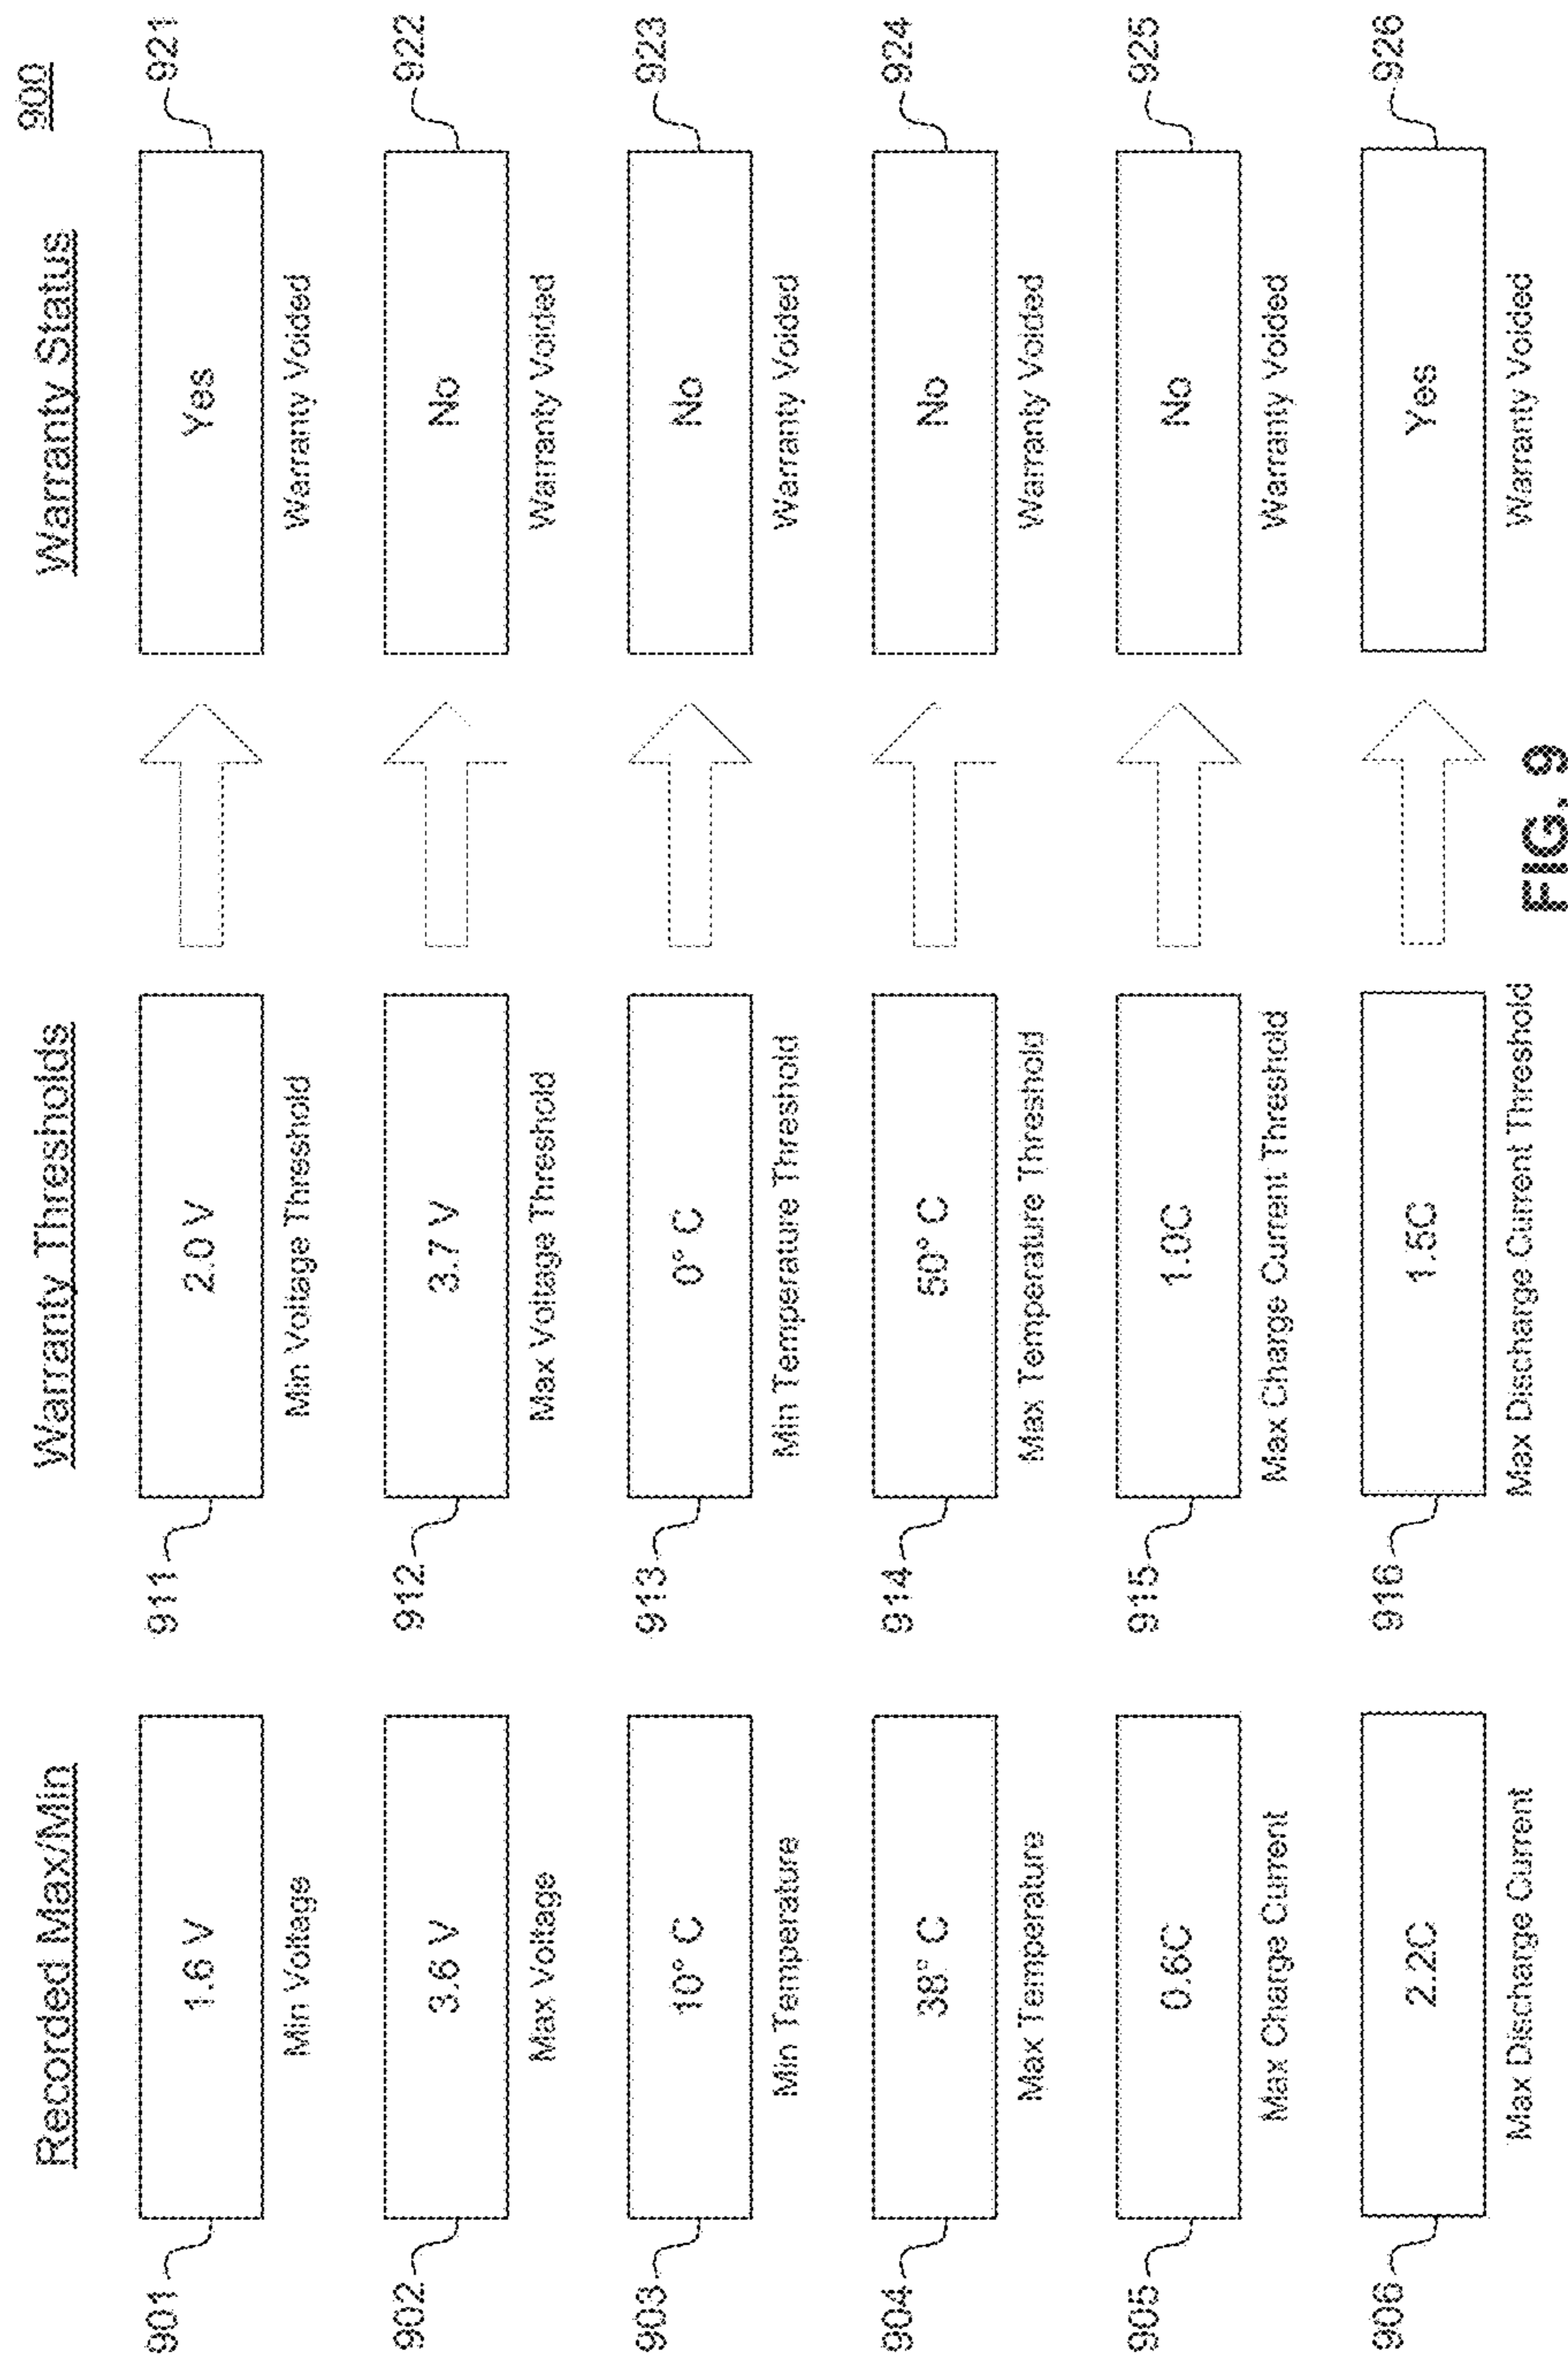 900
Recorded Max/Min
Warranty Thresholds
Warranty Status
901
1.6 V
Min Voltage
911
2.0 V
Min Voltage Threshold
Yes
Warranty Voided
921
902
3.6 V
Max Voltage
912
3.7 V
Max Voltage Threshold
No
Warranty Voided
922
903
10° C
Min Temperature
913
0° C
Min Temperature Threshold
No
Warranty Voided
923
904
38° C
Max Temperature
914
50° C
Max Temperature Threshold
No
Warranty Voided
924
905
0.6C
Max Charge Current
915
1.0C
Max Charge Current Threshold
No
Warranty Voided
925
906
2.2C
Max Discharge Current
916
1.5C
Max Discharge Current Threshold
Yes
Warranty Voided
926
FIG. 9